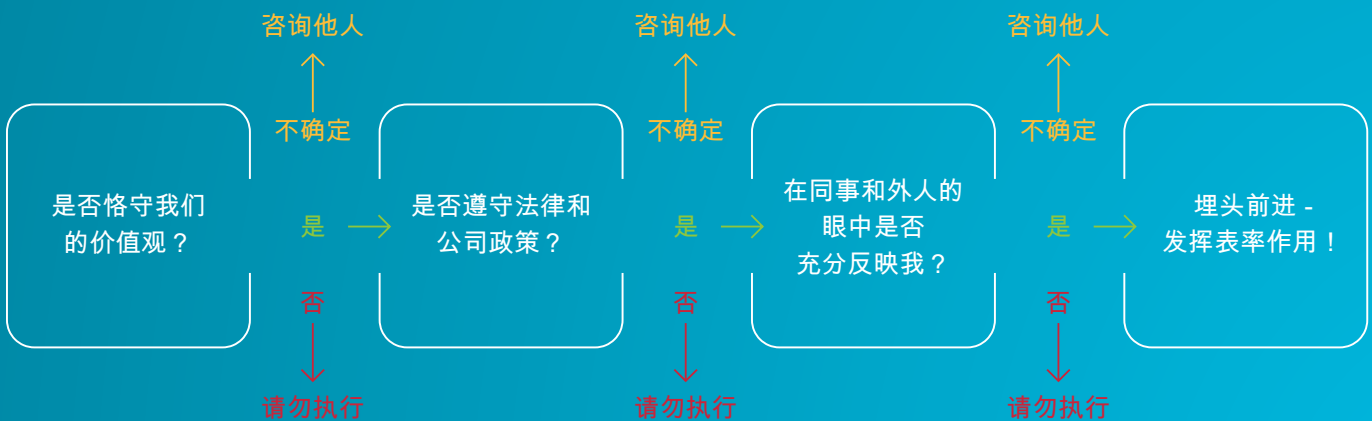 咨询他人
咨询他人
咨询他人
不确定
不确定
不确定
是否恪守我们
的价值观？
是
是否遵守法律和
公司政策？
是
在同事和外人的
眼中是否
充分反映我？
是
埋头前进 -
发挥表率作用！
否
否
否
请勿执行
请勿执行
请勿执行